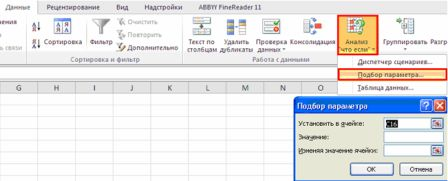 Данные Рецензирование Вид Надстройки ABBYY FineReader 11
Сортировка
Фильтр
Очистить
Повторить
Дополнительно
Текст по столбцам
Удалить дубликаты
Проверка данных
Консолидация
Анализ "что если"
Группировать
Сортировка и фильтр
Работа с данными
Диспетчер сценариев...
Подбор параметра...
Таблица данных...
G H I J K L M N O
Подбор параметра
Установить в ячейке: C16
Значение:
Изменяя значение ячейки:
ОК Отмена